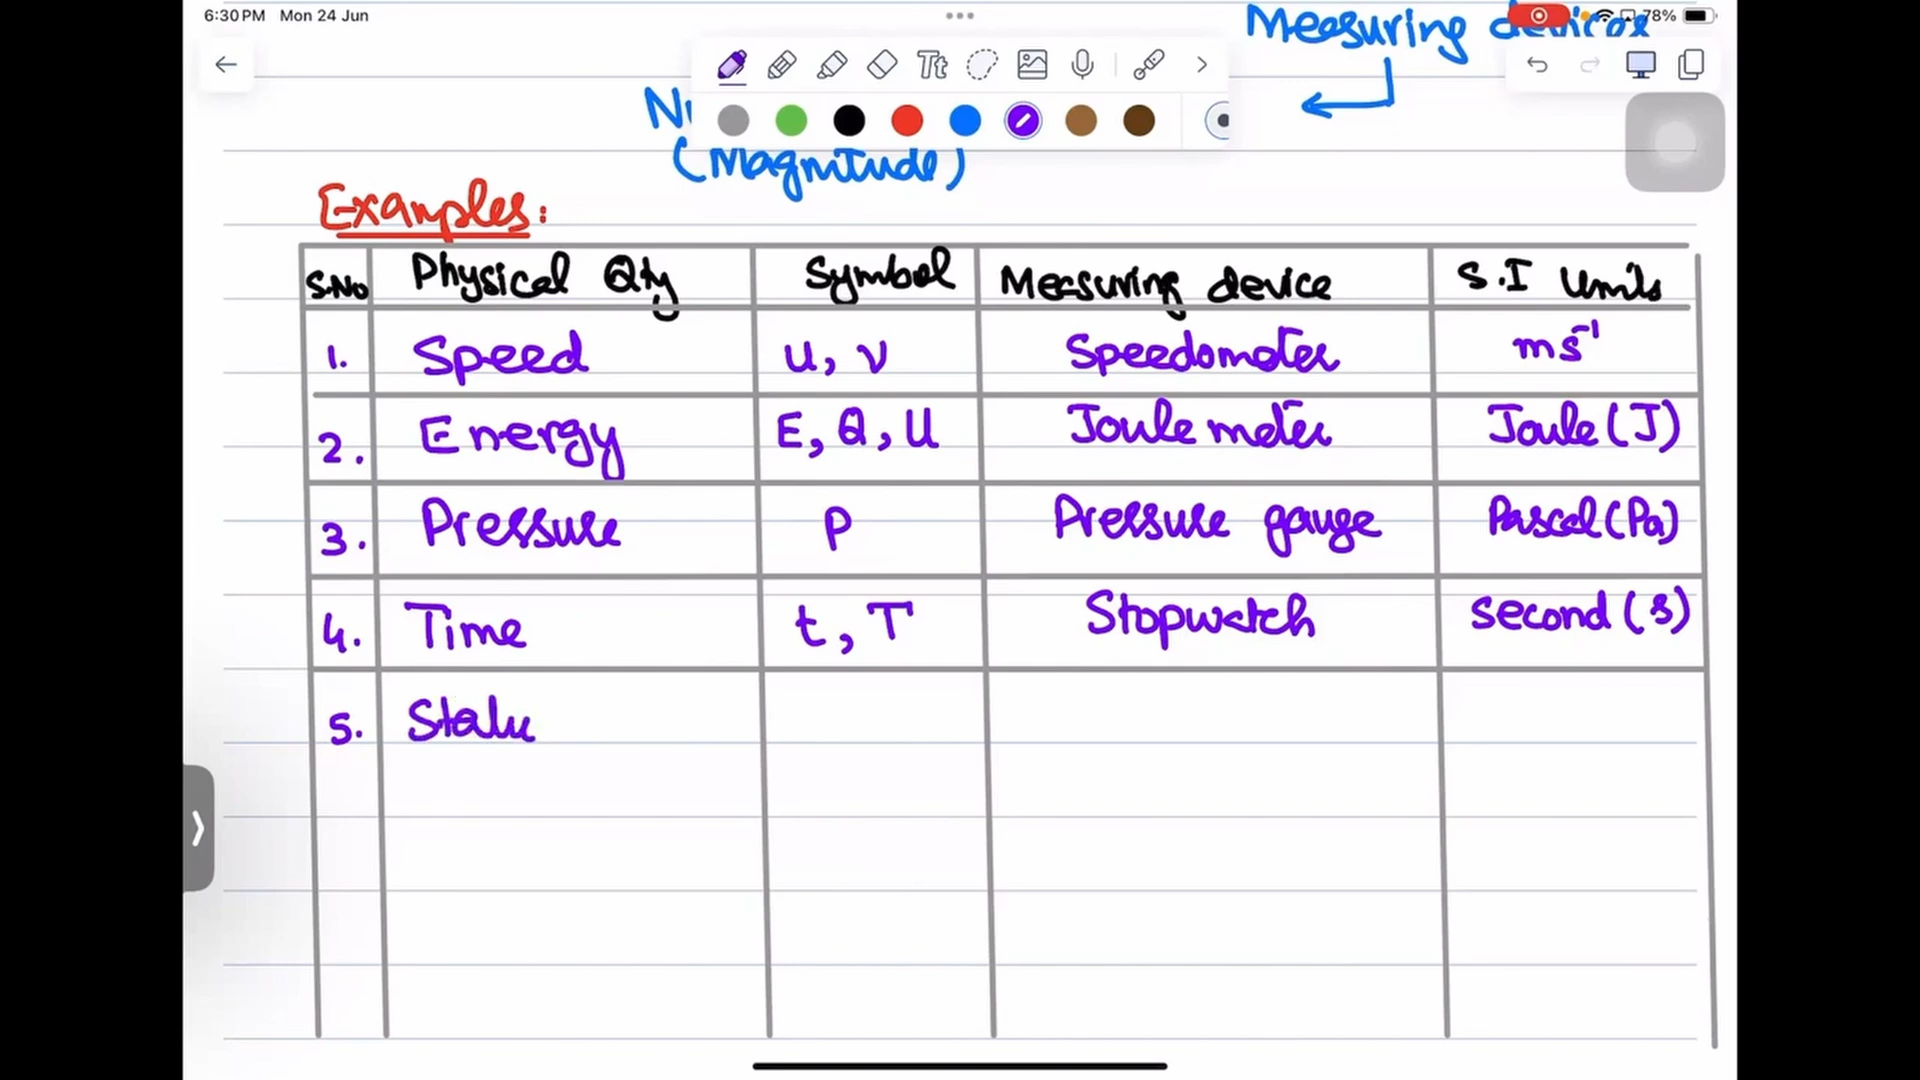 6:30 PM Mon 24 Jun
78%
Measuring devices
Tt
(Magnitude)
Examples:
S.No Physical Qty Symbol Measuring device S.I Units
1. Speed u, v Speedometer ms⁻¹
2. Energy E, Q, U Joule meter Joule (J)
3. Pressure P Pressure gauge Pascal (Pa)
4. Time t, T Stopwatch second (s)
5.